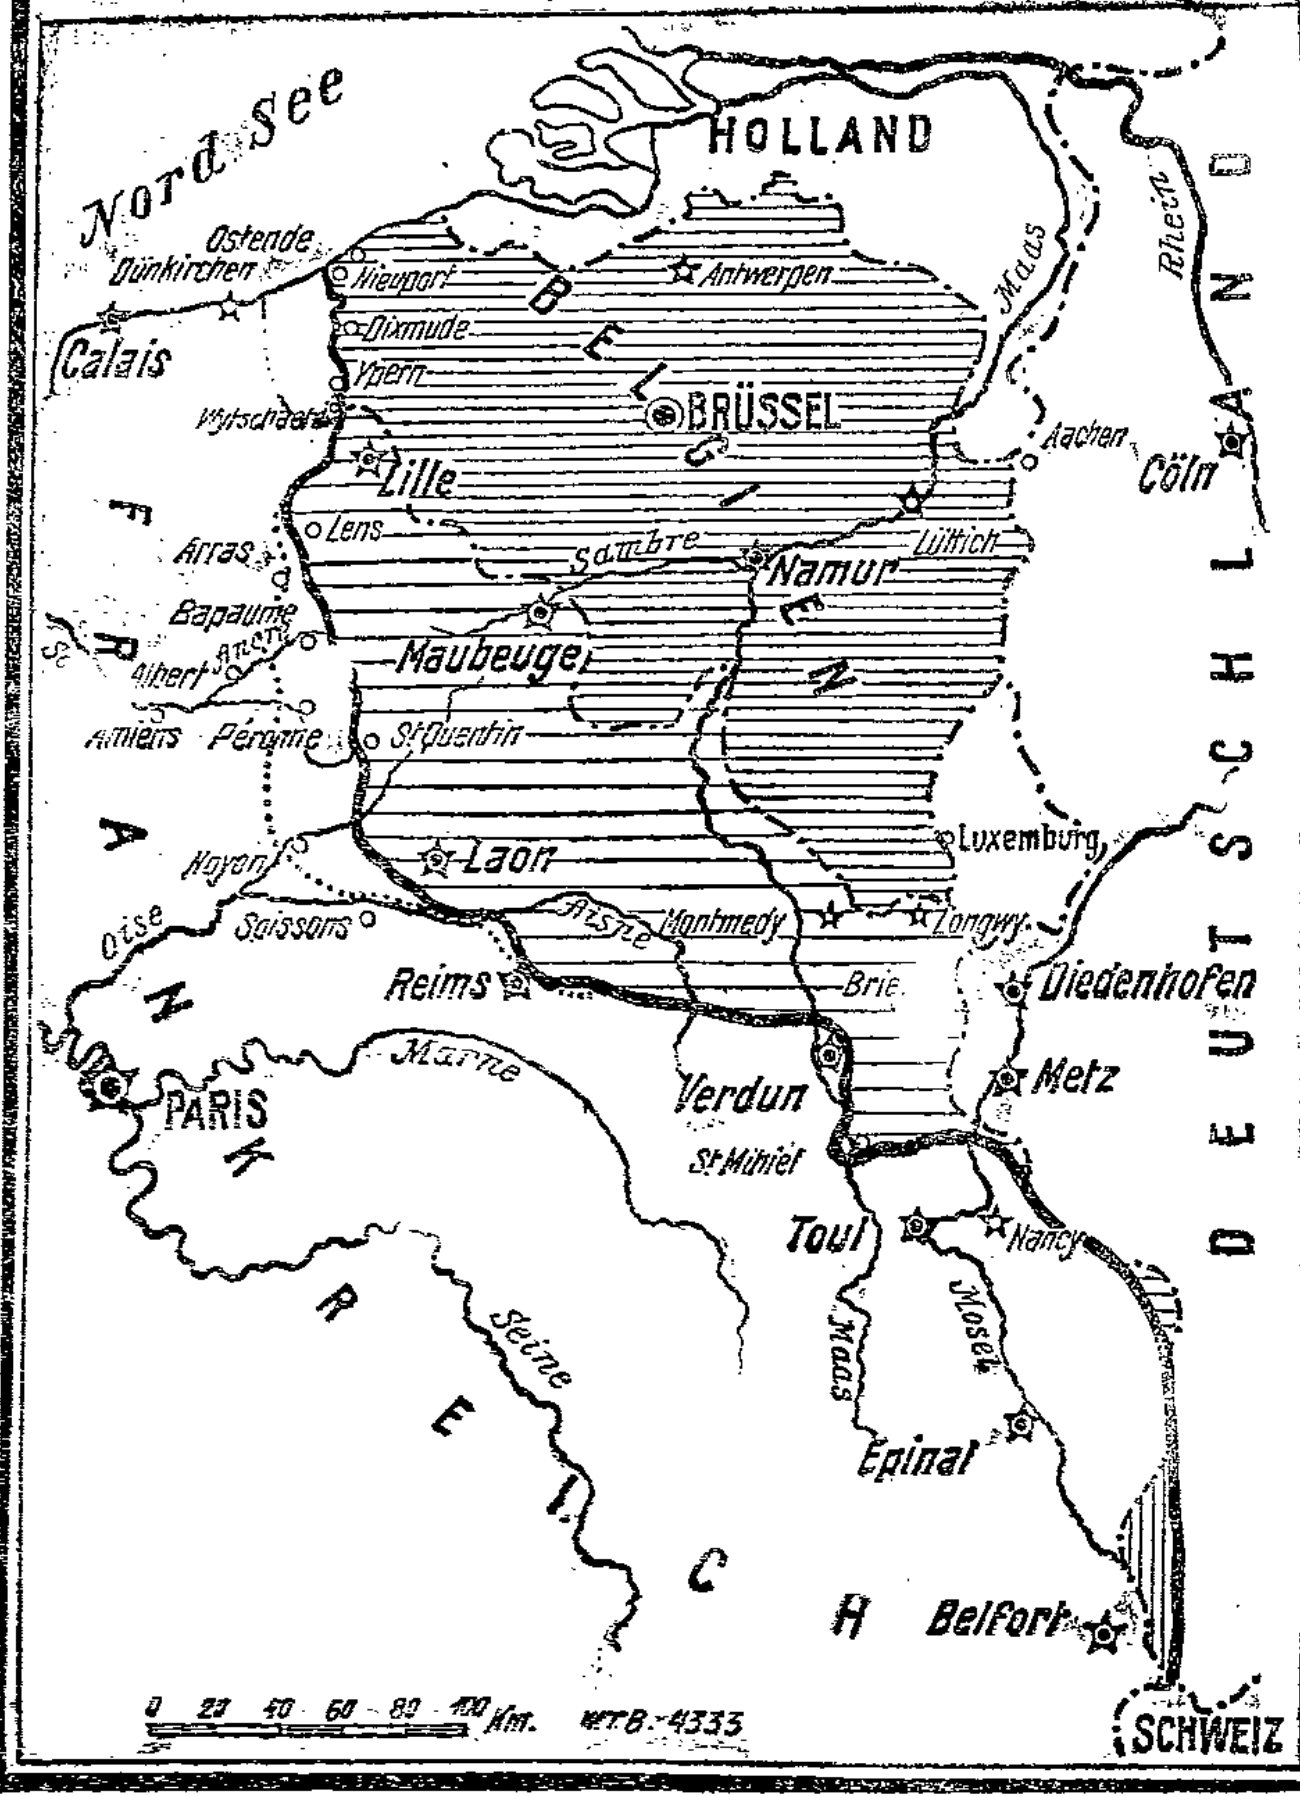 Nord See
HOLLAND
Ostende
Dünkirchen
Nieuport
Antwerpen
Maas
Rhein
Dixmude
Calais
Ypern
BRÜSSEL
Wytschaete
Aachen
Cöln
Lille
BELGIEN
Lens
Arras
Sambre
Lüttich
Namur
Bapaume
Ancre
Albert
Maubeuge
Amiens
Péronne
St Quentin
Luxemburg
Noyon
Laon
Oise
Soissons
Aisne
Montmedy
Longwy
Reims
Brie
Diedenhofen
Marne
Metz
PARIS
Verdun
St Mihiel
Toul
Nancy
Mosel
Seine
Maas
Epinal
Belfort
FRANKREICH
DEUTSCHLAND
0 20 40 60 80 100 Km.
W.T.B.-4333
SCHWEIZ